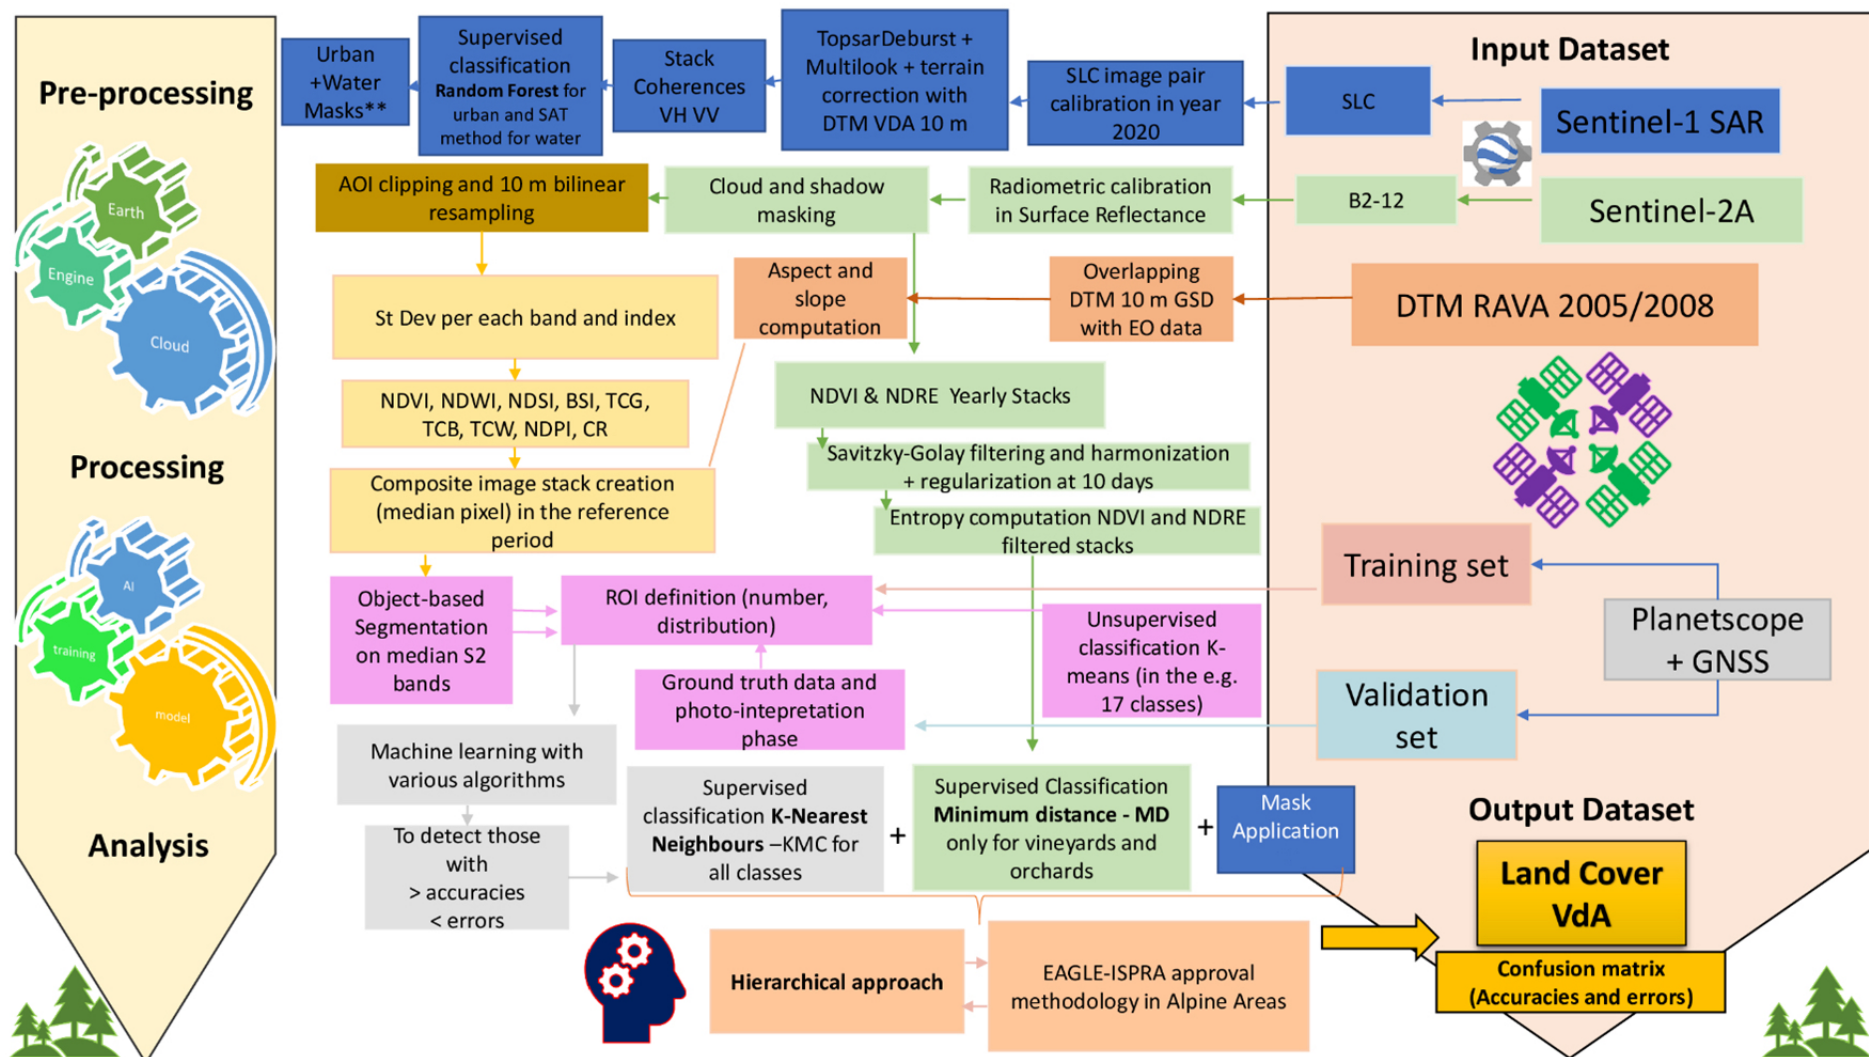 Pre-processing
Earth
Engine
Cloud
Processing
AI
training
model
Analysis
Urban
+Water
Masks**
Supervised
classification
Random Forest for
urban and SAT
method for water
Stack
Coherences
VH VV
TopsarDeburst +
Multilook + terrain
correction with
DTM VDA 10 m
SLC image pair
calibration in year
2020
Input Dataset
SLC
Sentinel-1 SAR
AOI clipping and 10 m bilinear
resampling
Cloud and shadow
masking
Radiometric calibration
in Surface Reflectance
B2-12
Sentinel-2A
St Dev per each band and index
Aspect and
slope
computation
Overlapping
DTM 10 m GSD
with EO data
DTM RAVA 2005/2008
NDVI, NDWI, NDSI, BSI, TCG,
TCB, TCW, NDPI, CR
NDVI & NDRE Yearly Stacks
Savitzky-Golay filtering and harmonization
+ regularization at 10 days
Composite image stack creation
(median pixel) in the reference
period
Entropy computation NDVI and NDRE
filtered stacks
Object-based
Segmentation
on median S2
bands
ROI definition (number,
distribution)
Unsupervised
classification K-
means (in the e.g.
17 classes)
Training set
Planetscope
+ GNSS
Ground truth data and
photo-intepretation
phase
Validation
set
Machine learning with
various algorithms
To detect those
with
> accuracies
< errors
Supervised
classification K-Nearest
Neighbours –KMC for
all classes
+
Supervised Classification
Minimum distance - MD
only for vineyards and
orchards
+
Mask
Application
Hierarchical approach
EAGLE-ISPRA approval
methodology in Alpine Areas
Output Dataset
Land Cover
VdA
Confusion matrix
(Accuracies and errors)